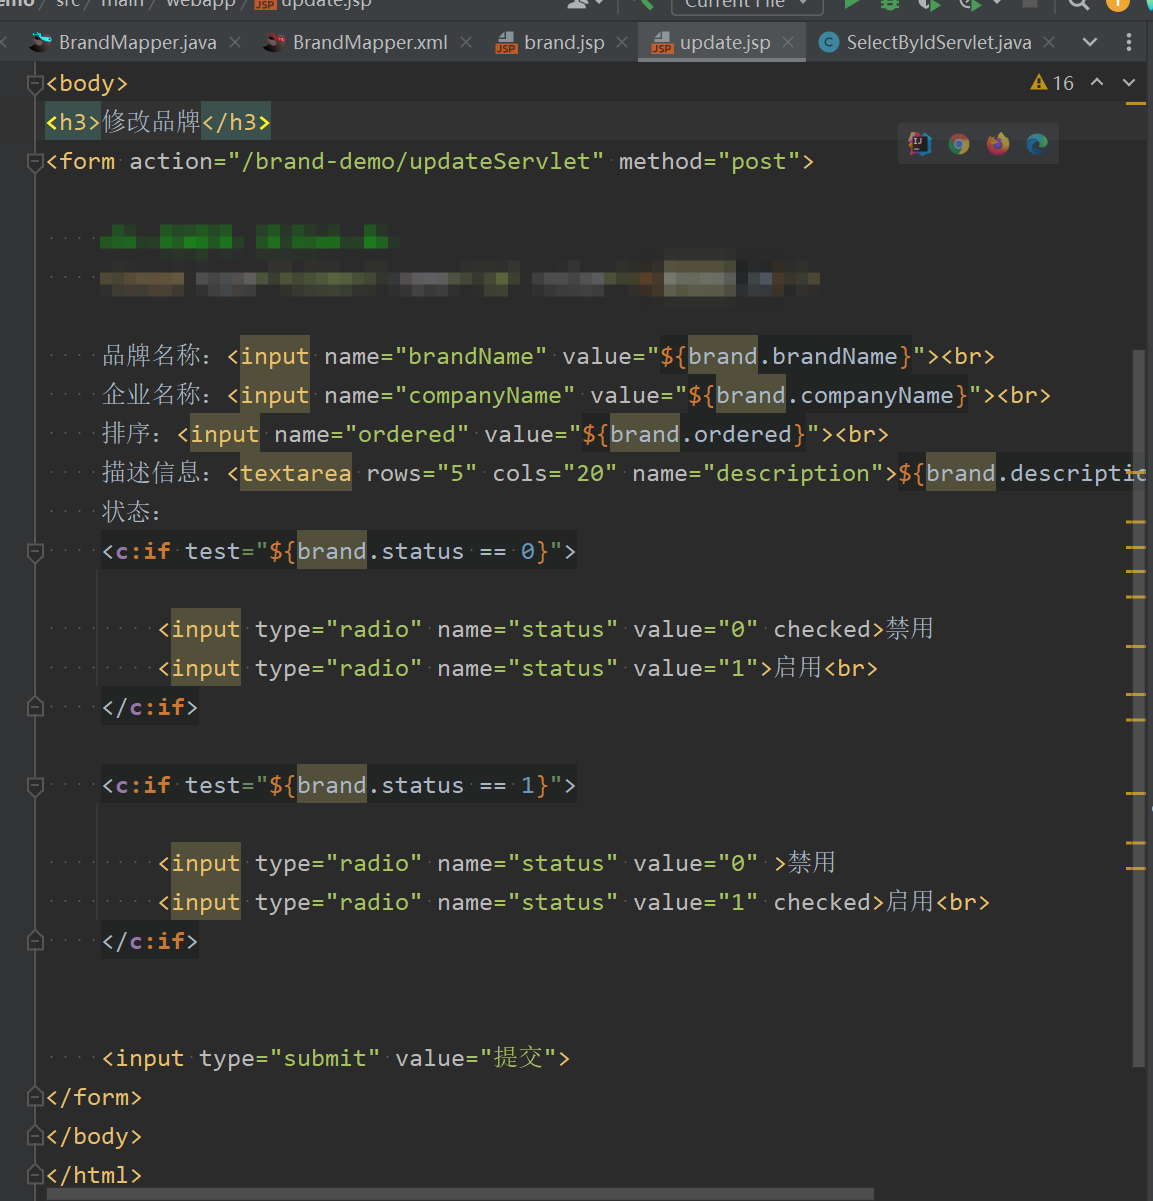 src / main / webapp / update.jsp
Current File
BrandMapper.java BrandMapper.xml brand.jsp update.jsp SelectByIdServlet.java
<body>
16
<h3>修改品牌</h3>
<form action="/brand-demo/updateServlet" method="post">
品牌名称：<input name="brandName" value="${brand.brandName}"><br>
企业名称：<input name="companyName" value="${brand.companyName}"><br>
排序：<input name="ordered" value="${brand.ordered}"><br>
描述信息：<textarea rows="5" cols="20" name="description">${brand.descriptio
状态：
<c:if test="${brand.status == 0}">
<input type="radio" name="status" value="0" checked>禁用
<input type="radio" name="status" value="1">启用<br>
</c:if>
<c:if test="${brand.status == 1}">
<input type="radio" name="status" value="0" >禁用
<input type="radio" name="status" value="1" checked>启用<br>
</c:if>
<input type="submit" value="提交">
</form>
</body>
</html>